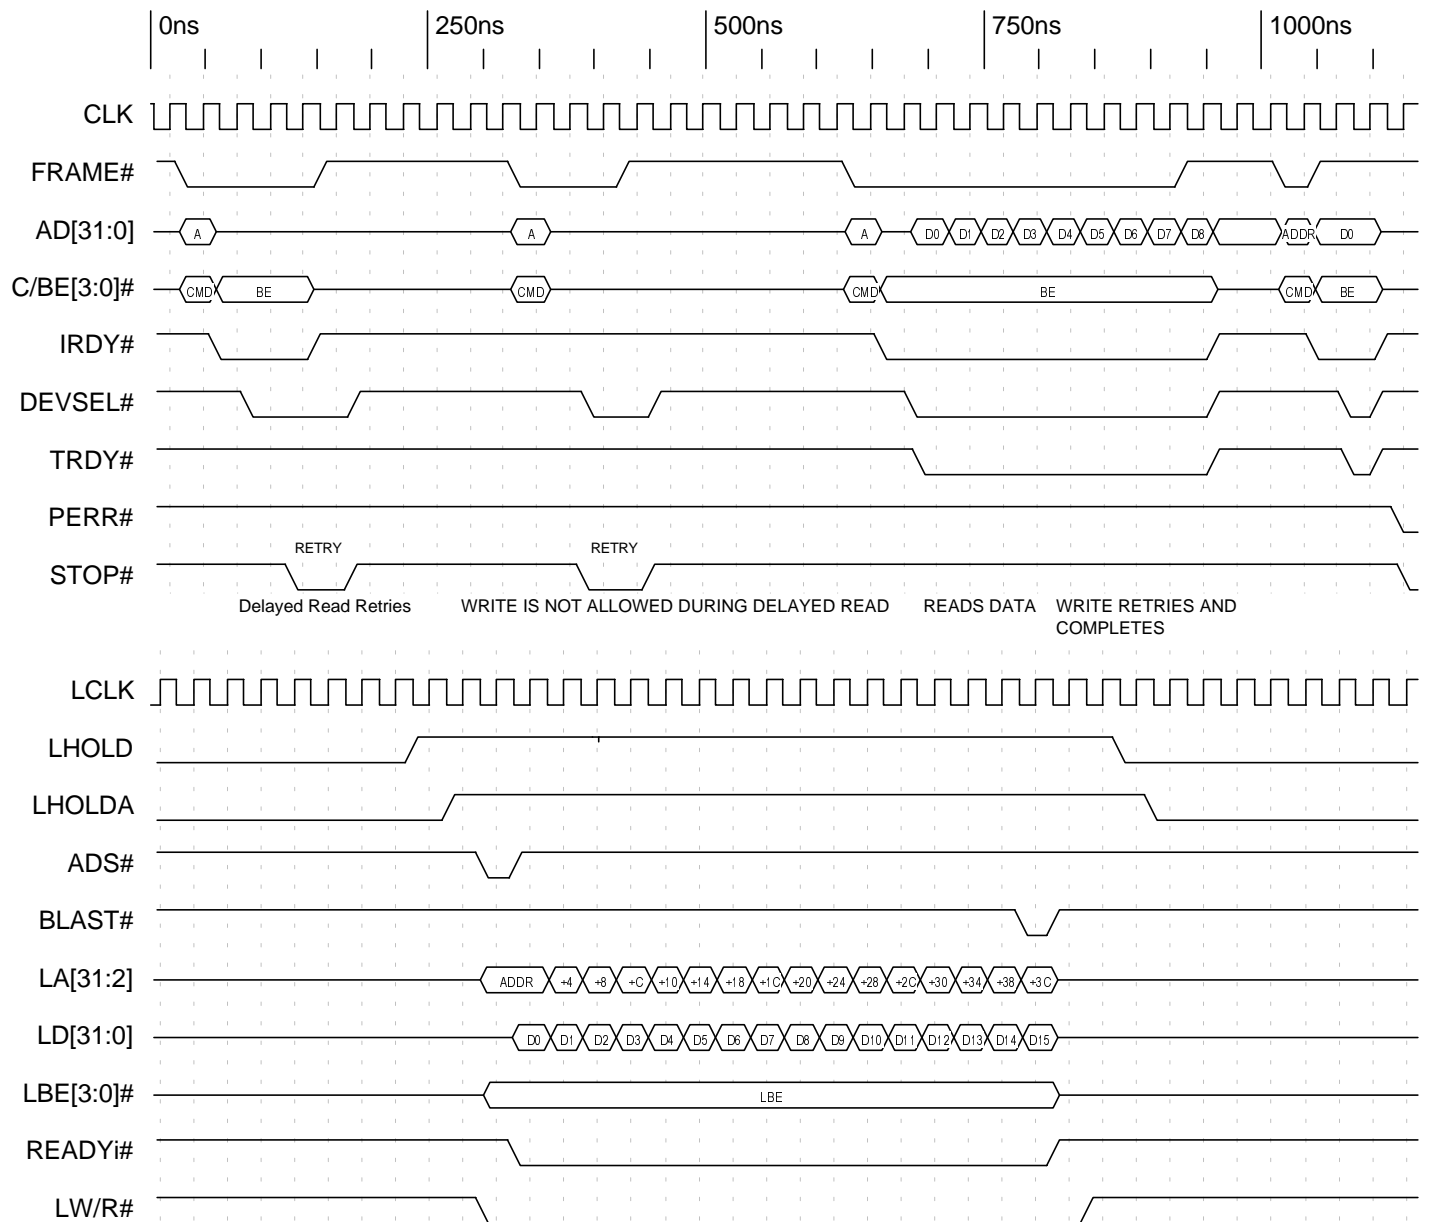 0ns 250ns 500ns 750ns 1000ns
CLK
FRAME#
AD[31:0] A A A D0 D1 D2 D3 D4 D5 D6 D7 D8 ADDR D0
C/BE[3:0]# CMD BE CMD CMD BE CMD BE
IRDY#
DEVSEL#
TRDY#
PERR#
RETRY RETRY
STOP#
Delayed Read Retries WRITE IS NOT ALLOWED DURING DELAYED READ READS DATA WRITE RETRIES AND
COMPLETES
LCLK
LHOLD
LHOLDA
ADS#
BLAST#
LA[31:2] ADDR +4 +8 +C +10 +14 +18 +1C +20 +24 +28 +2C +30 +34 +38 +3C
LD[31:0] D0 D1 D2 D3 D4 D5 D6 D7 D8 D9 D10 D11 D12 D13 D14 D15
LBE[3:0]# LBE
READYi#
LW/R#